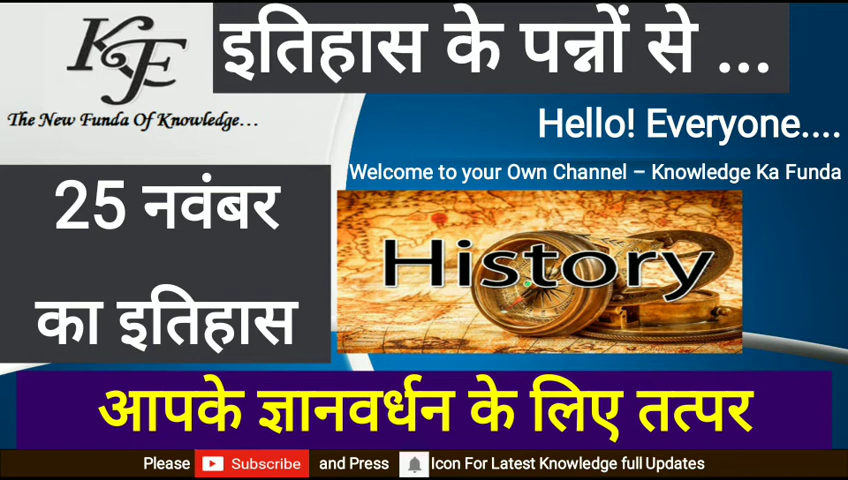 KF
इतिहास के पन्नों से ...
The New Funda Of Knowledge...
Hello! Everyone....
Welcome to your Own Channel – Knowledge Ka Funda
25 नवंबर
का इतिहास
History
आपके ज्ञानवर्धन के लिए तत्पर
Please Subscribe and Press Icon For Latest Knowledge full Updates